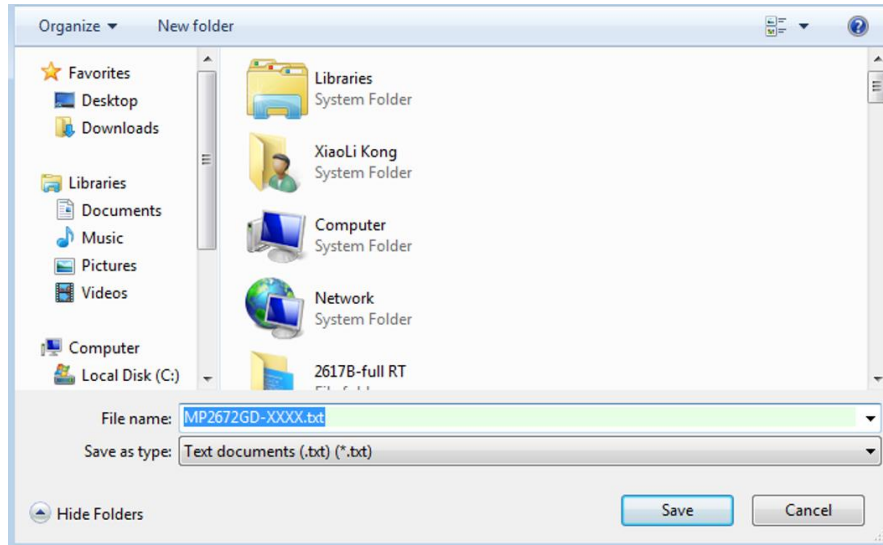 Organize New folder
Favorites
Desktop
Downloads
Libraries
Documents
Music
Pictures
Videos
Computer
Local Disk (C:)
Libraries
System Folder
XiaoLi Kong
System Folder
Computer
System Folder
Network
System Folder
2617B-full RT
File name: MP2672GD-XXXX.txt
Save as type: Text documents (.txt) (*.txt)
Hide Folders Save Cancel